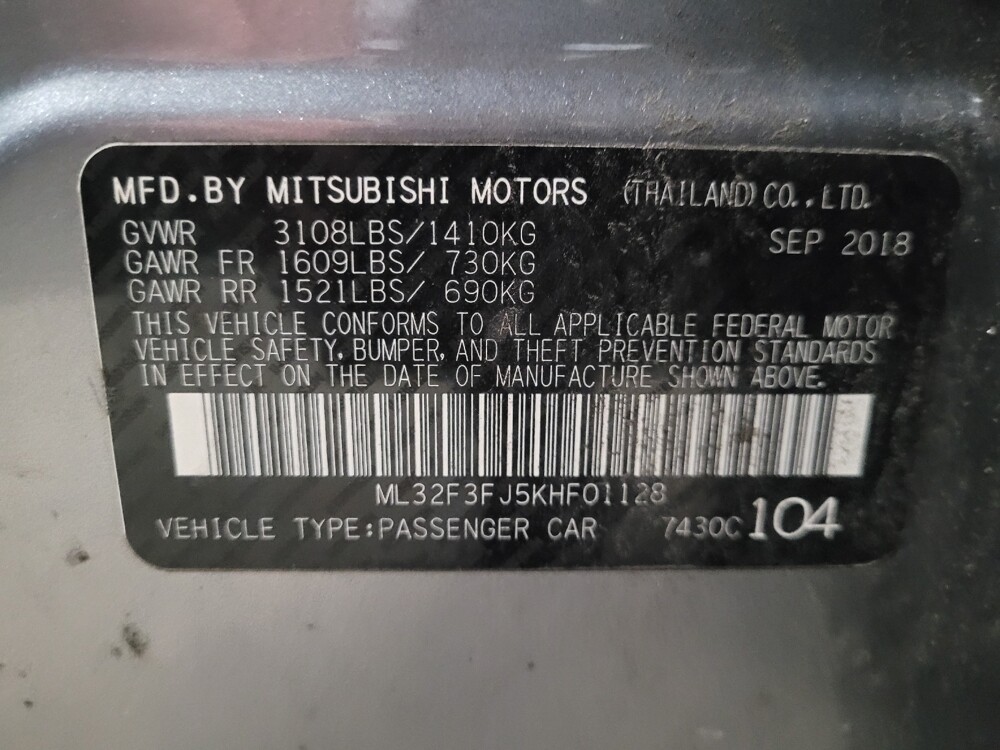 MFD.BY MITSUBISHI MOTORS (THAILAND) CO.,LTD.
GVWR 3108LBS/1410KG SEP 2018
GAWR FR 1609LBS/ 730KG
GAWR RR 1521LBS/ 690KG
THIS VEHICLE CONFORMS TO ALL APPLICABLE FEDERAL MOTOR
VEHICLE SAFETY, BUMPER, AND THEFT PREVENTION STANDARDS
IN EFFECT ON THE DATE OF MANUFACTURE SHOWN ABOVE.
ML32F3FJ5KHF01128
VEHICLE TYPE:PASSENGER CAR 7430C 104